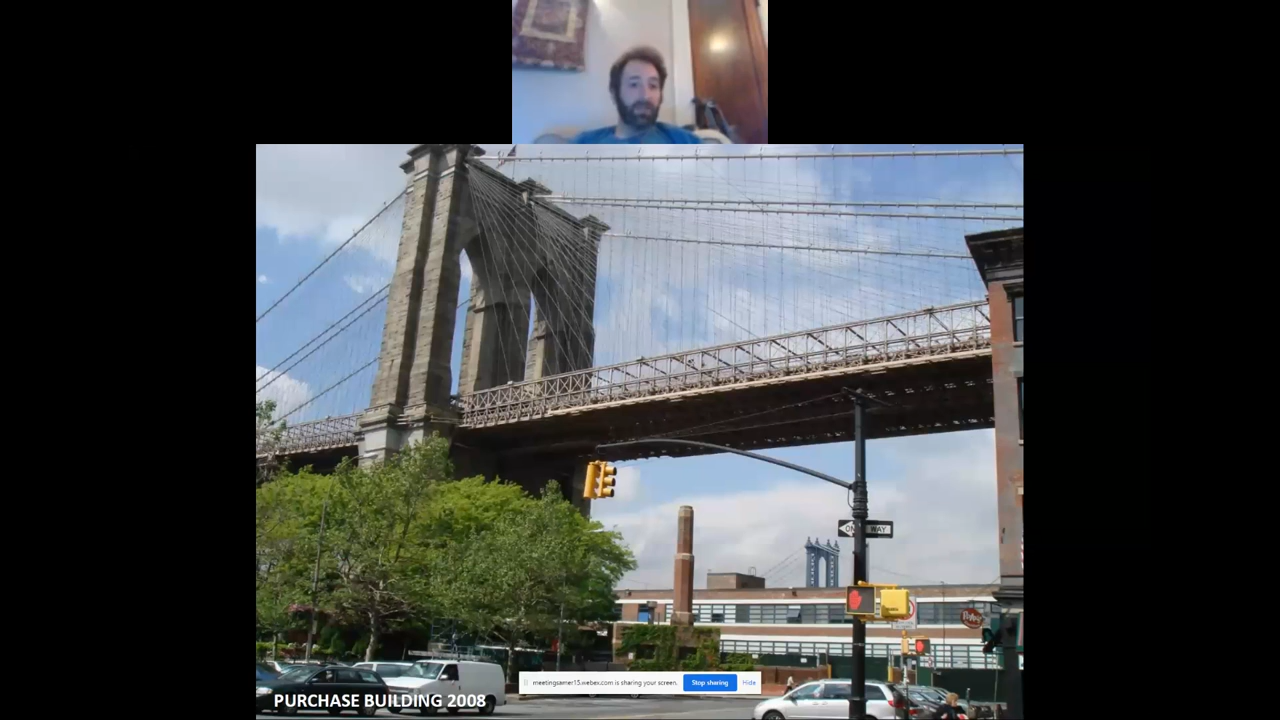 ONE WAY
meetingsamer15.webex.com is sharing your screen.
Stop sharing
Hide
PURCHASE BUILDING 2008